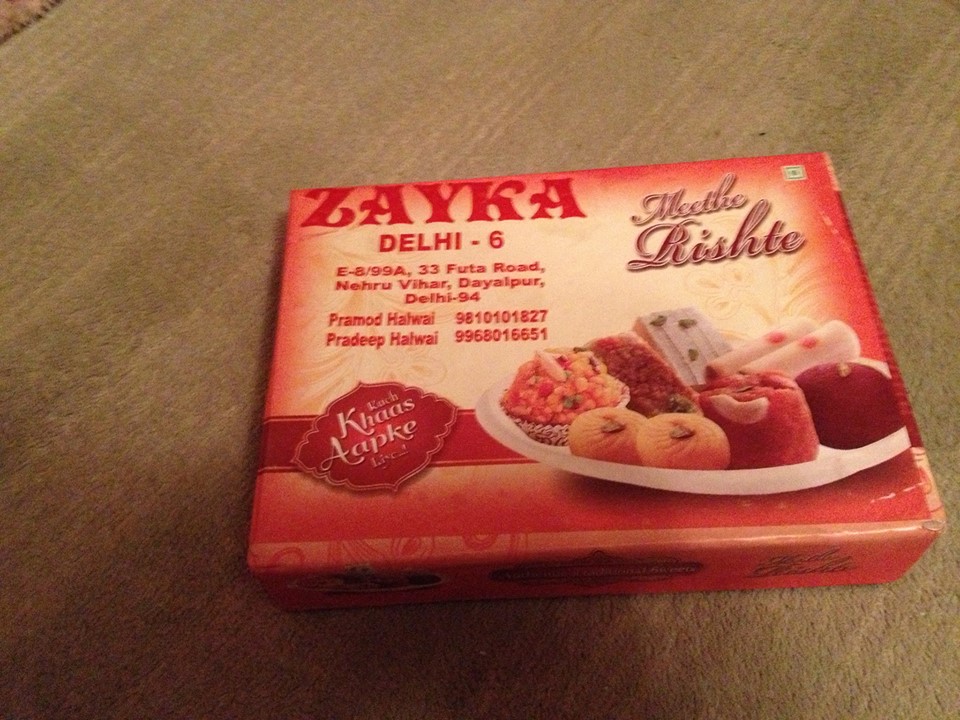 ZAYKA
DELHI - 6
E-8/99A, 33 Futa Road,
Nehru Vihar, Dayalpur,
Delhi-94
Pramod Halwai 9810101827
Pradeep Halwai 9968016651
Meethe
Rishte
Kuch
Khaas
Aapke
Liye..!